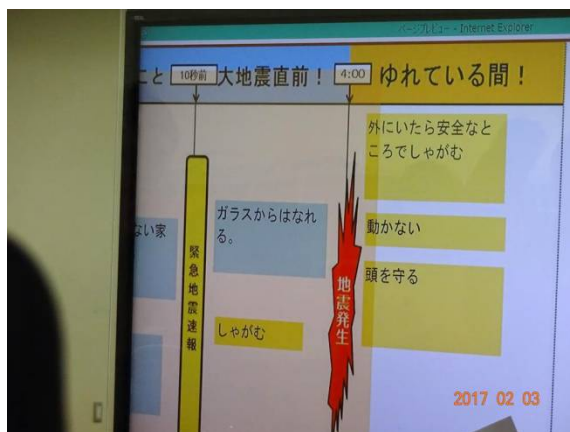 ページプレビュー - Internet Explorer
こと
10秒前
大地震直前！
4:00
ゆれている間！
外にいたら安全なと
ころでしゃがむ
ガラスからはなれ
る。
ない家
動かない
緊急地震速報
頭を守る
地震発生
しゃがむ
2017 02 03